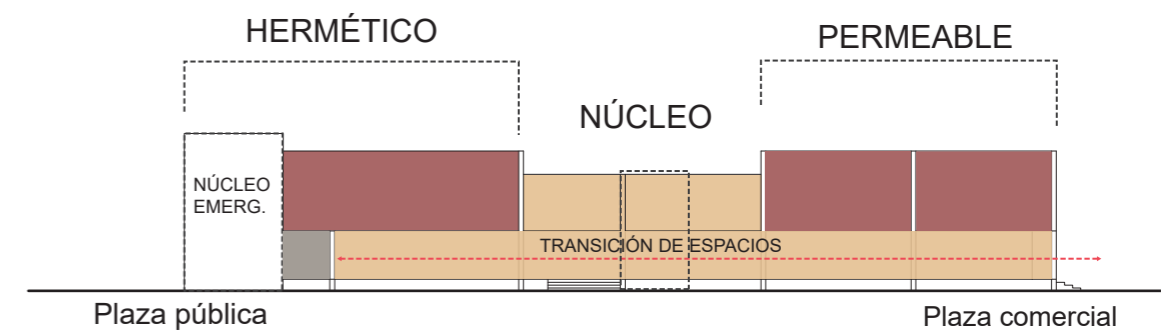 HERMÉTICO
PERMEABLE
NÚCLEO
NÚCLEO
EMERG.
TRANSICIÓN DE ESPACIOS
Plaza pública
Plaza comercial